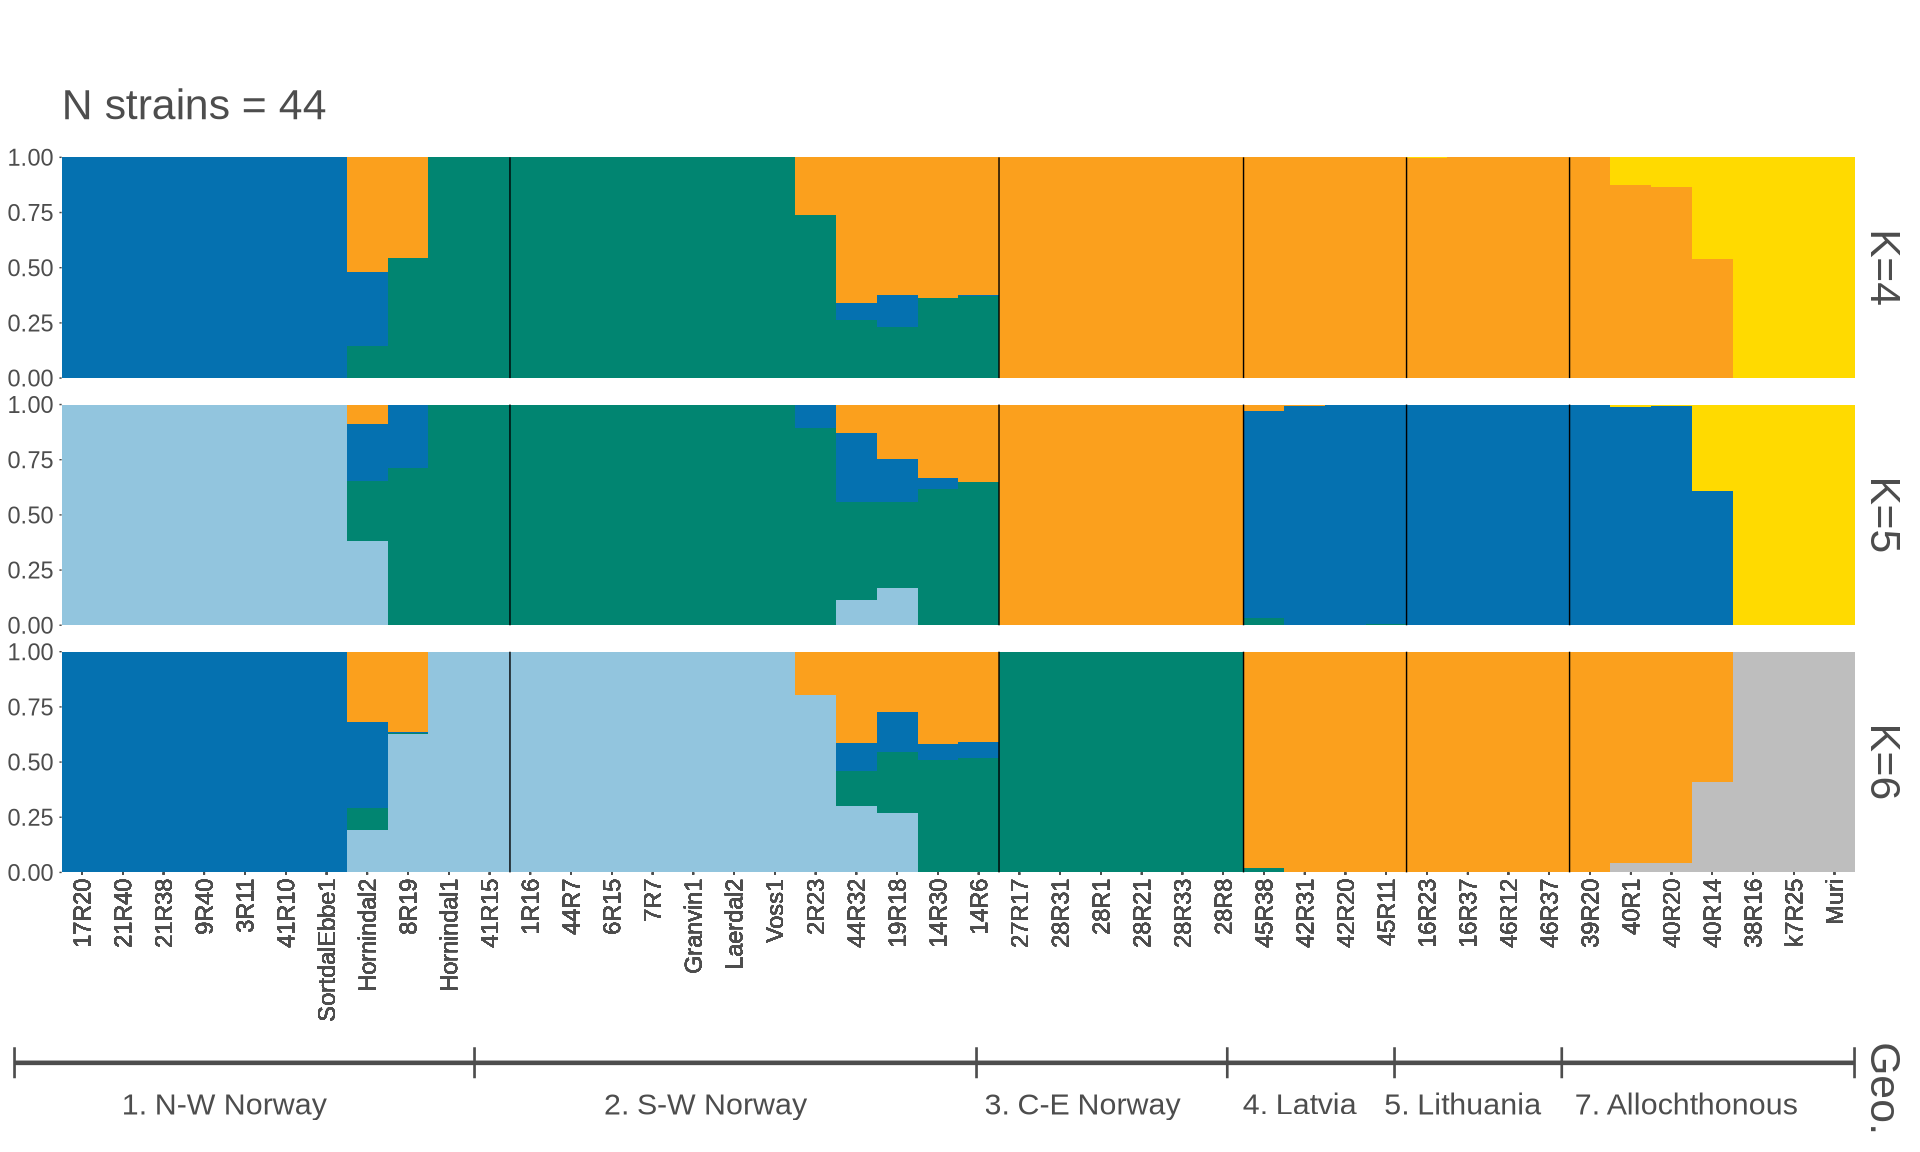 N strains = 44
1.00
0.75
0.50
0.25
0.00
K=4
1.00
0.75
0.50
0.25
0.00
K=5
1.00
0.75
0.50
0.25
0.00
K=6
17R20
21R40
21R38
9R40
3R11
41R10
SortdalEbbe1
Hornindal2
8R19
Hornindal1
41R15
1R16
44R7
6R15
7R7
Granvin1
Laerdal2
Voss1
2R23
44R32
19R18
14R30
14R6
27R17
28R31
28R1
28R21
28R33
28R8
45R38
42R31
42R20
45R11
16R23
16R37
46R12
46R37
39R20
40R1
40R20
40R14
38R16
k7R25
Muri
Geo.
1. N-W Norway
2. S-W Norway
3. C-E Norway
4. Latvia
5. Lithuania
7. Allochthonous